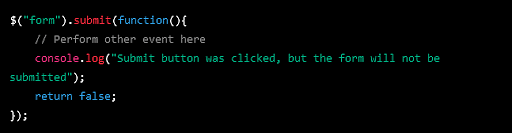 $("form").submit(function(){
    // Perform other event here
    console.log("Submit button was clicked, but the form will not be
submitted");
    return false;
});